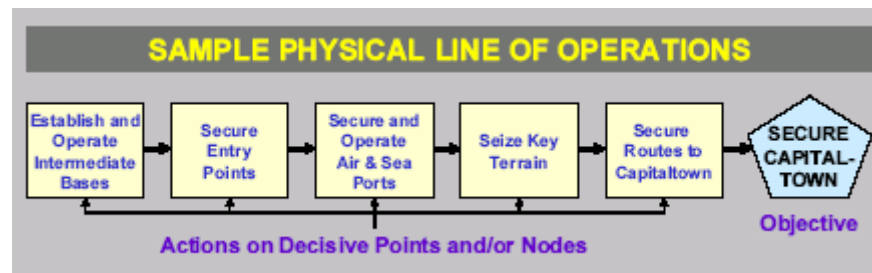 SAMPLE PHYSICAL LINE OF OPERATIONS
Establish and
Operate
Intermediate
Bases
Secure
Entry
Points
Secure and
Operate
Air & Sea
Ports
Seize Key
Terrain
Secure
Routes to
Capitaltown
SECURE
CAPITAL-
TOWN
Objective
Actions on Decisive Points and/or Nodes